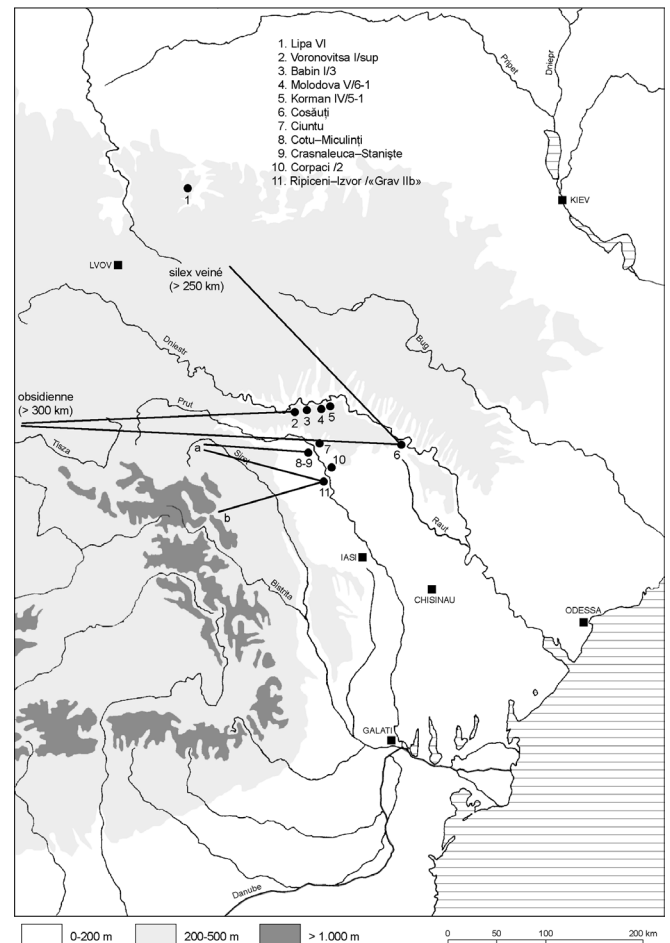 1. Lipa VI
2. Voronovitsa I/sup
3. Babin I/3
4. Molodova V/6-1
5. Korman IV/5-1
6. Cosăuți
7. Ciuntu
8. Cotu–Miculinți
9. Crasnaleuca–Staniște
10. Corpaci /2
11. Ripiceni–Izvor /«Grav IIb»
Pripet
Dniepr
1
KIEV
LVOV
silex veiné
(> 250 km)
Bug
Dniestr
obsidienne
(> 300 km)
Prut
2
3
4
5
Tisza
a
Siret
7
6
8-9
10
11
b
Raut
IASI
Bistrita
CHISINAU
ODESSA
GALATI
Danube
0-200 m
200-500 m
> 1.000 m
0
50
100
200 km